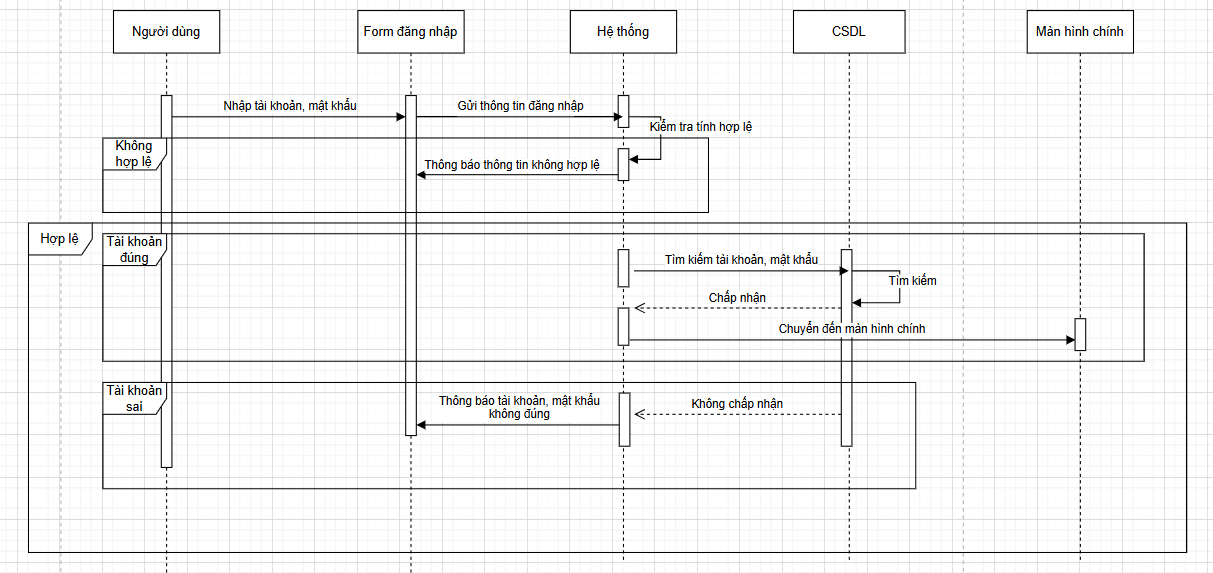 Người dùng
Form đăng nhập
Hệ thống
CSDL
Màn hình chính
Nhập tài khoản, mật khẩu
Gửi thông tin đăng nhập
Kiểm tra tính hợp lệ
Không
hợp lệ
Thông báo thông tin không hợp lệ
Hợp lệ
Tài khoản
đúng
Tìm kiếm tài khoản, mật khẩu
Tìm kiếm
Chấp nhận
Chuyển đến màn hình chính
Tài khoản
sai
Thông báo tài khoản, mật khẩu
không đúng
Không chấp nhận